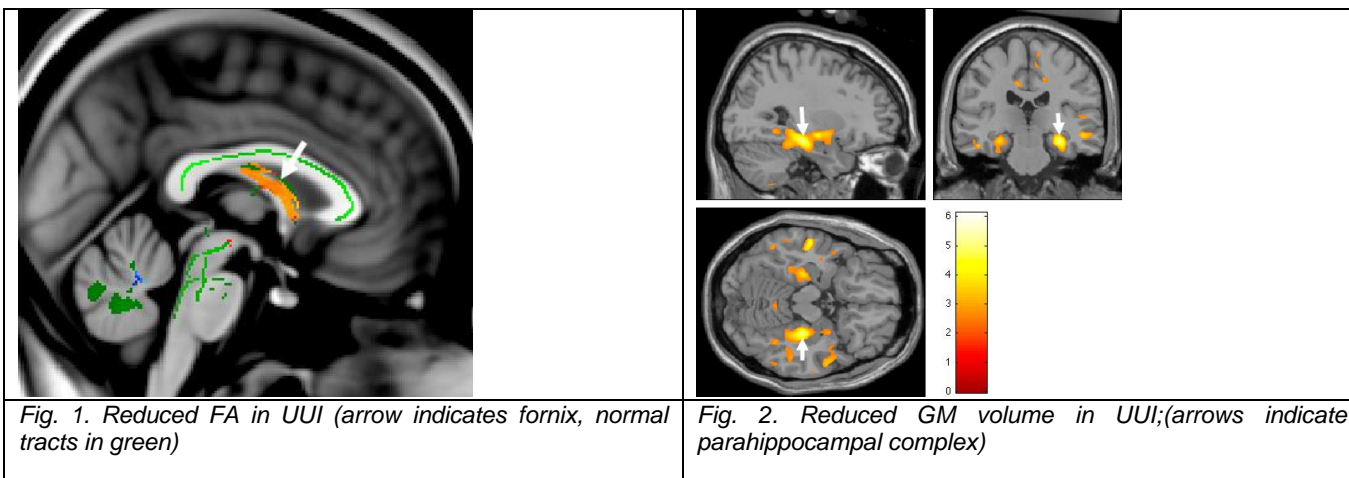 6
5
4
3
2
1
0
Fig. 1. Reduced FA in UUI (arrow indicates fornix, normal
tracts in green)
Fig. 2. Reduced GM volume in UUI;(arrows indicate
parahippocampal complex)